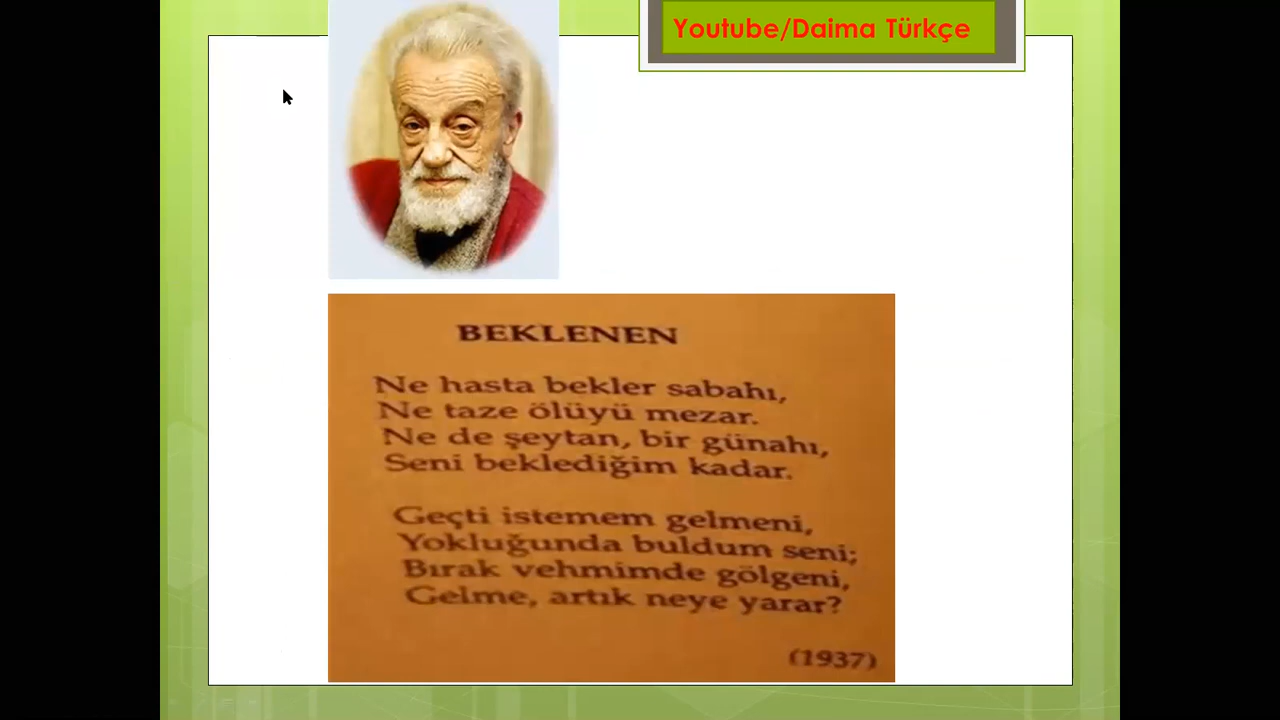 Youtube/Daima Türkçe
BEKLENEN
Ne hasta bekler sabahı,
Ne taze ölüyü mezar.
Ne de şeytan, bir günahı,
Seni beklediğim kadar.
Geçti istemem gelmeni,
Yokluğunda buldum seni;
Bırak vehmimde gölgeni,
Gelme, artık neye yarar?
(1937)